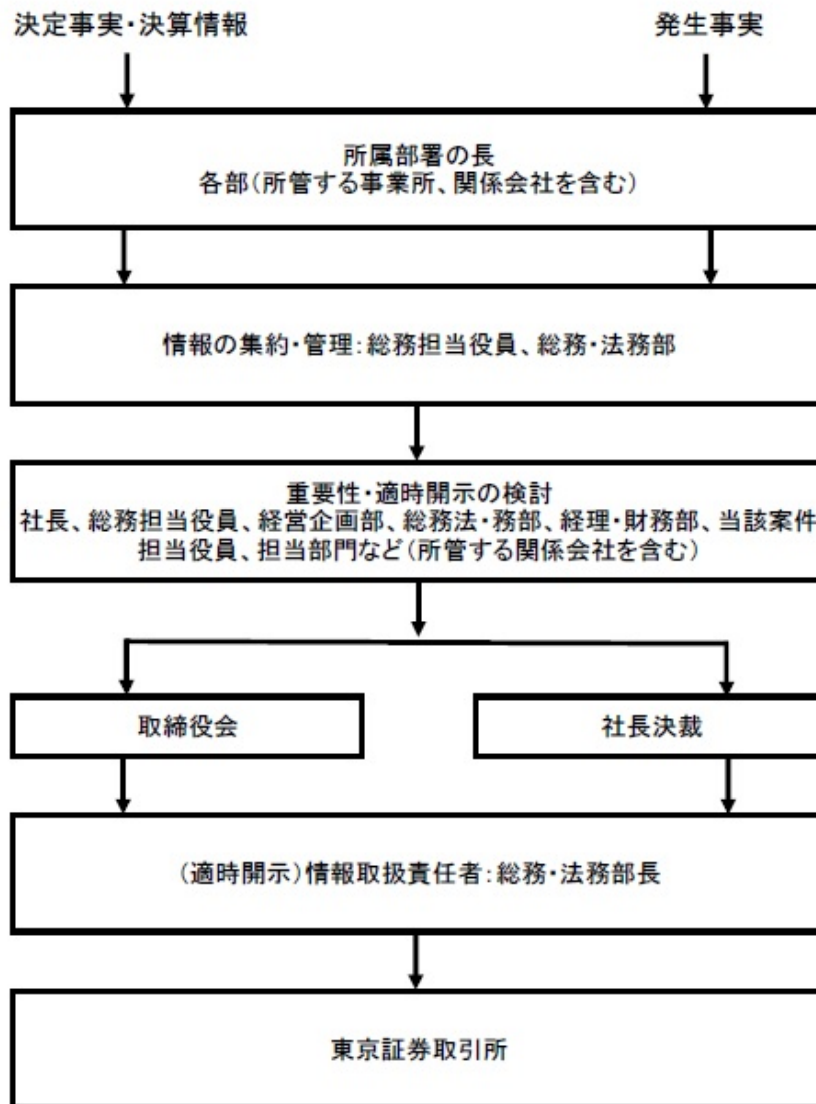 決定事実・決算情報
発生事実
所属部署の長
各部(所管する事業所、関係会社を含む)
情報の集約・管理:総務担当役員、総務・法務部
重要性・適時開示の検討
社長、総務担当役員、経営企画部、総務法・務部、経理・財務部、当該案件
担当役員、担当部門など(所管する関係会社を含む)
取締役会
社長決裁
(適時開示)情報取扱責任者:総務・法務部長
東京証券取引所